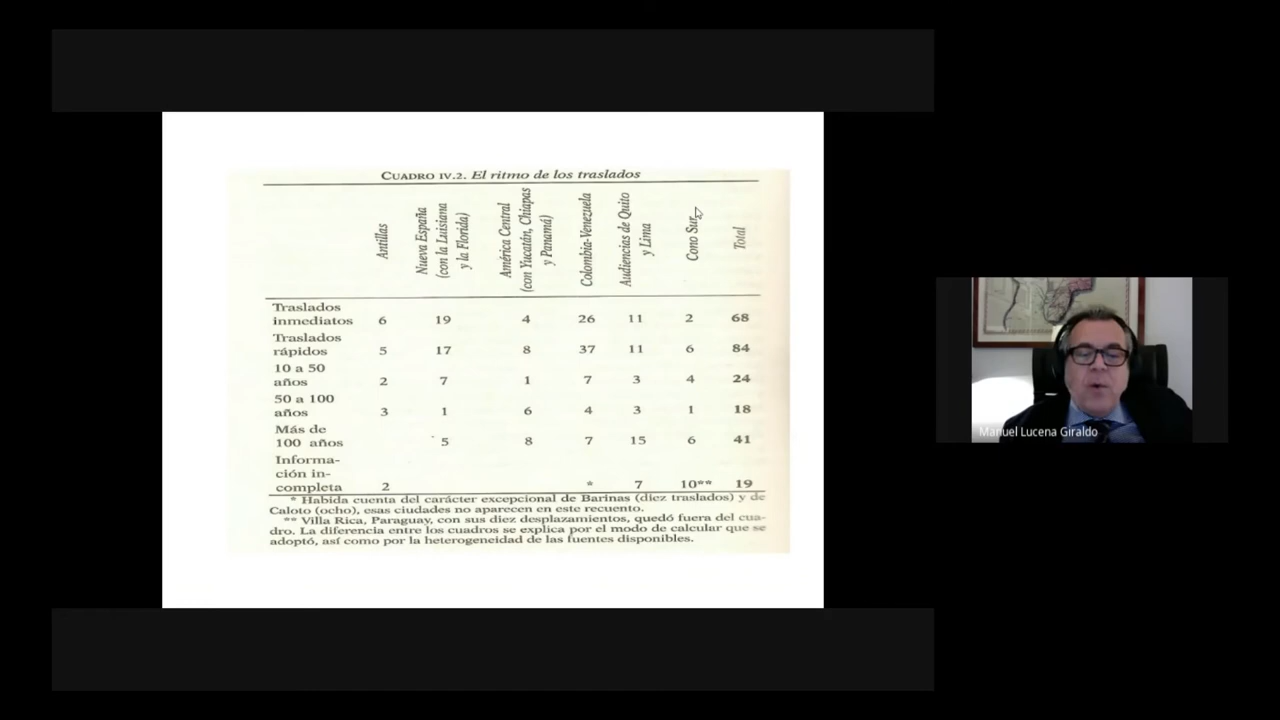 CUADRO IV.2. El ritmo de los traslados
Antillas
Nueva España
(con la Luisiana
y la Florida)
América Central
(con Yucatán, Chiapas
y Panamá)
Colombia-Venezuela
Audiencias de Quito
y Lima
Cono Sur
Total
Traslados
inmediatos 6 19 4 26 11 2 68
Traslados
rápidos 5 17 8 37 11 6 84
10 a 50
años 2 7 1 7 3 4 24
50 a 100
años 3 1 6 4 3 1 18
Más de
100 años 5 8 7 15 6 41
Informa-
ción in-
completa 2 * 7 10** 19
* Habida cuenta del carácter excepcional de Barinas (diez traslados) y de
Caloto (ocho), esas ciudades no aparecen en este recuento.
** Villa Rica, Paraguay, con sus diez desplazamientos, quedó fuera del cua-
dro. La diferencia entre los cuadros se explica por el modo de calcular que se
adoptó, así como por la heterogeneidad de las fuentes disponibles.
Manuel Lucena Giraldo